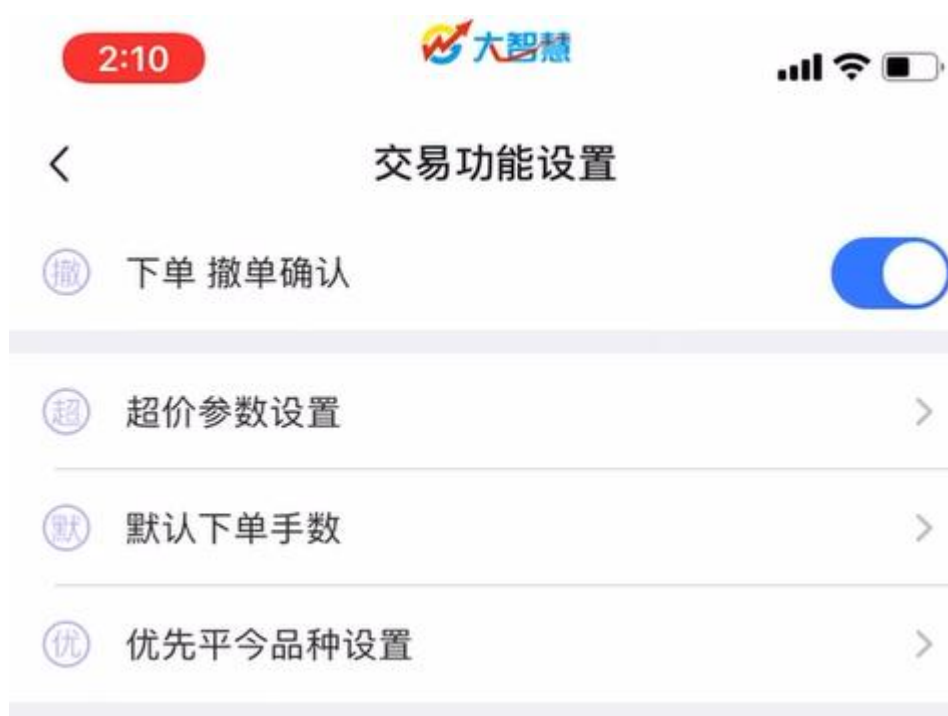 2:10
大智慧
交易功能设置
撤 下单 撤单确认
超 超价参数设置
默 默认下单手数
优 优先平今品种设置